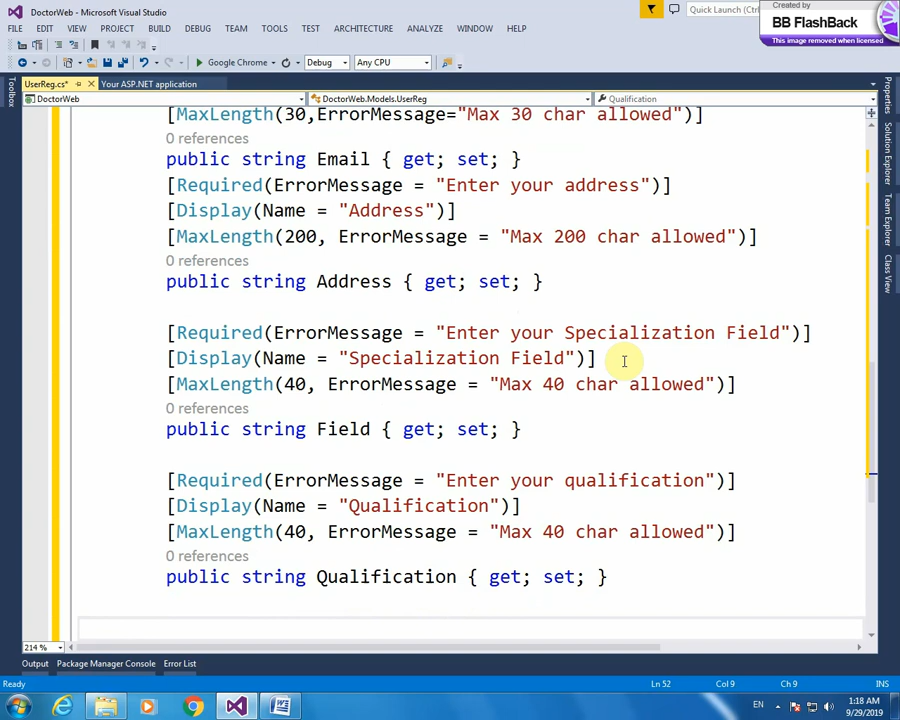 DoctorWeb - Microsoft Visual Studio
Quick Launch (Ctrl
Created by
BB FlashBack
This image removed when licensed
FILE EDIT VIEW PROJECT BUILD DEBUG TEAM TOOLS TEST ARCHITECTURE ANALYZE WINDOW HELP
Google Chrome Debug Any CPU
UserReg.cs* Your ASP.NET application
DoctorWeb DoctorWeb.Models.UserReg Qualification
Toolbox
Properties
Solution Explorer
Team Explorer
Class View
[MaxLength(30,ErrorMessage="Max 30 char allowed")]
0 references
public string Email { get; set; }
[Required(ErrorMessage = "Enter your address")]
[Display(Name = "Address")]
[MaxLength(200, ErrorMessage = "Max 200 char allowed")]
0 references
public string Address { get; set; }
[Required(ErrorMessage = "Enter your Specialization Field")]
[Display(Name = "Specialization Field")]
[MaxLength(40, ErrorMessage = "Max 40 char allowed")]
0 references
public string Field { get; set; }
[Required(ErrorMessage = "Enter your qualification")]
[Display(Name = "Qualification")]
[MaxLength(40, ErrorMessage = "Max 40 char allowed")]
0 references
public string Qualification { get; set; }
214 %
Output Package Manager Console Error List
Ready Ln 52 Col 9 Ch 9 INS
EN 1:18 AM
9/29/2019